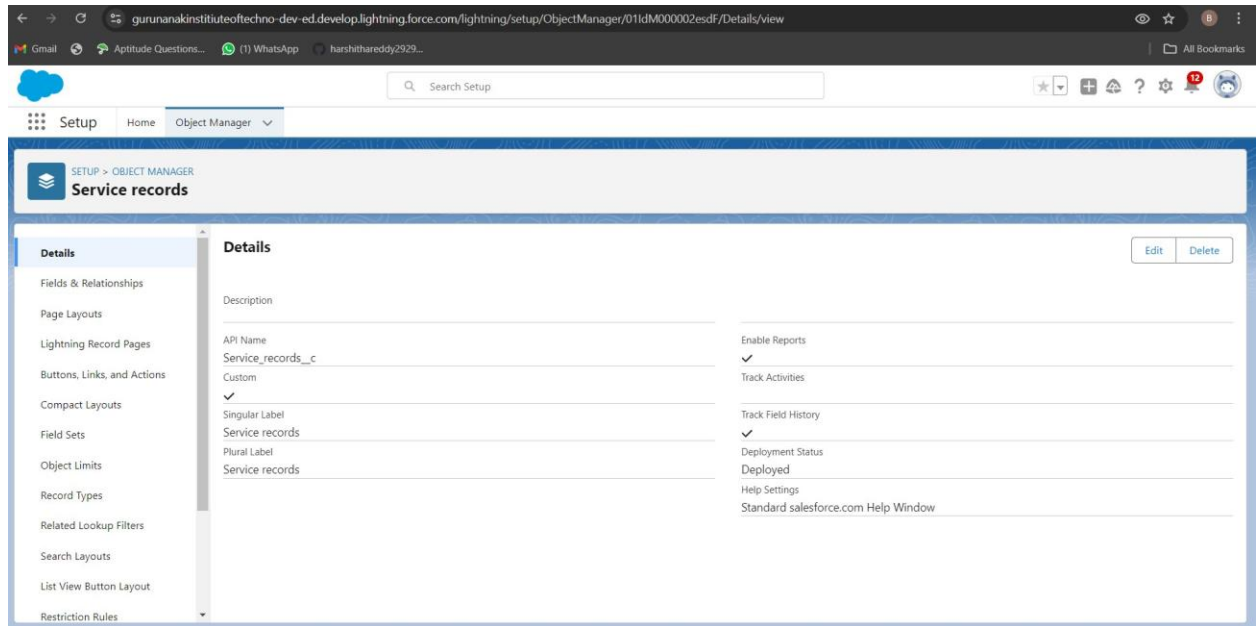 gurunanakinstitiuteoftechno-dev-ed.develop.lightning.force.com/lightning/setup/ObjectManager/01IdM000002esdF/Details/view
B
Gmail Aptitude Questions... (1) WhatsApp harshithareddy2929... All Bookmarks
Search Setup
12
Setup Home Object Manager
SETUP > OBJECT MANAGER
Service records
Details
Fields & Relationships
Page Layouts
Lightning Record Pages
Buttons, Links, and Actions
Compact Layouts
Field Sets
Object Limits
Record Types
Related Lookup Filters
Search Layouts
List View Button Layout
Restriction Rules
Details
Edit Delete
Description
API Name
Service_records__c
Custom
Singular Label
Service records
Plural Label
Service records
Enable Reports
Track Activities
Track Field History
Deployment Status
Deployed
Help Settings
Standard salesforce.com Help Window